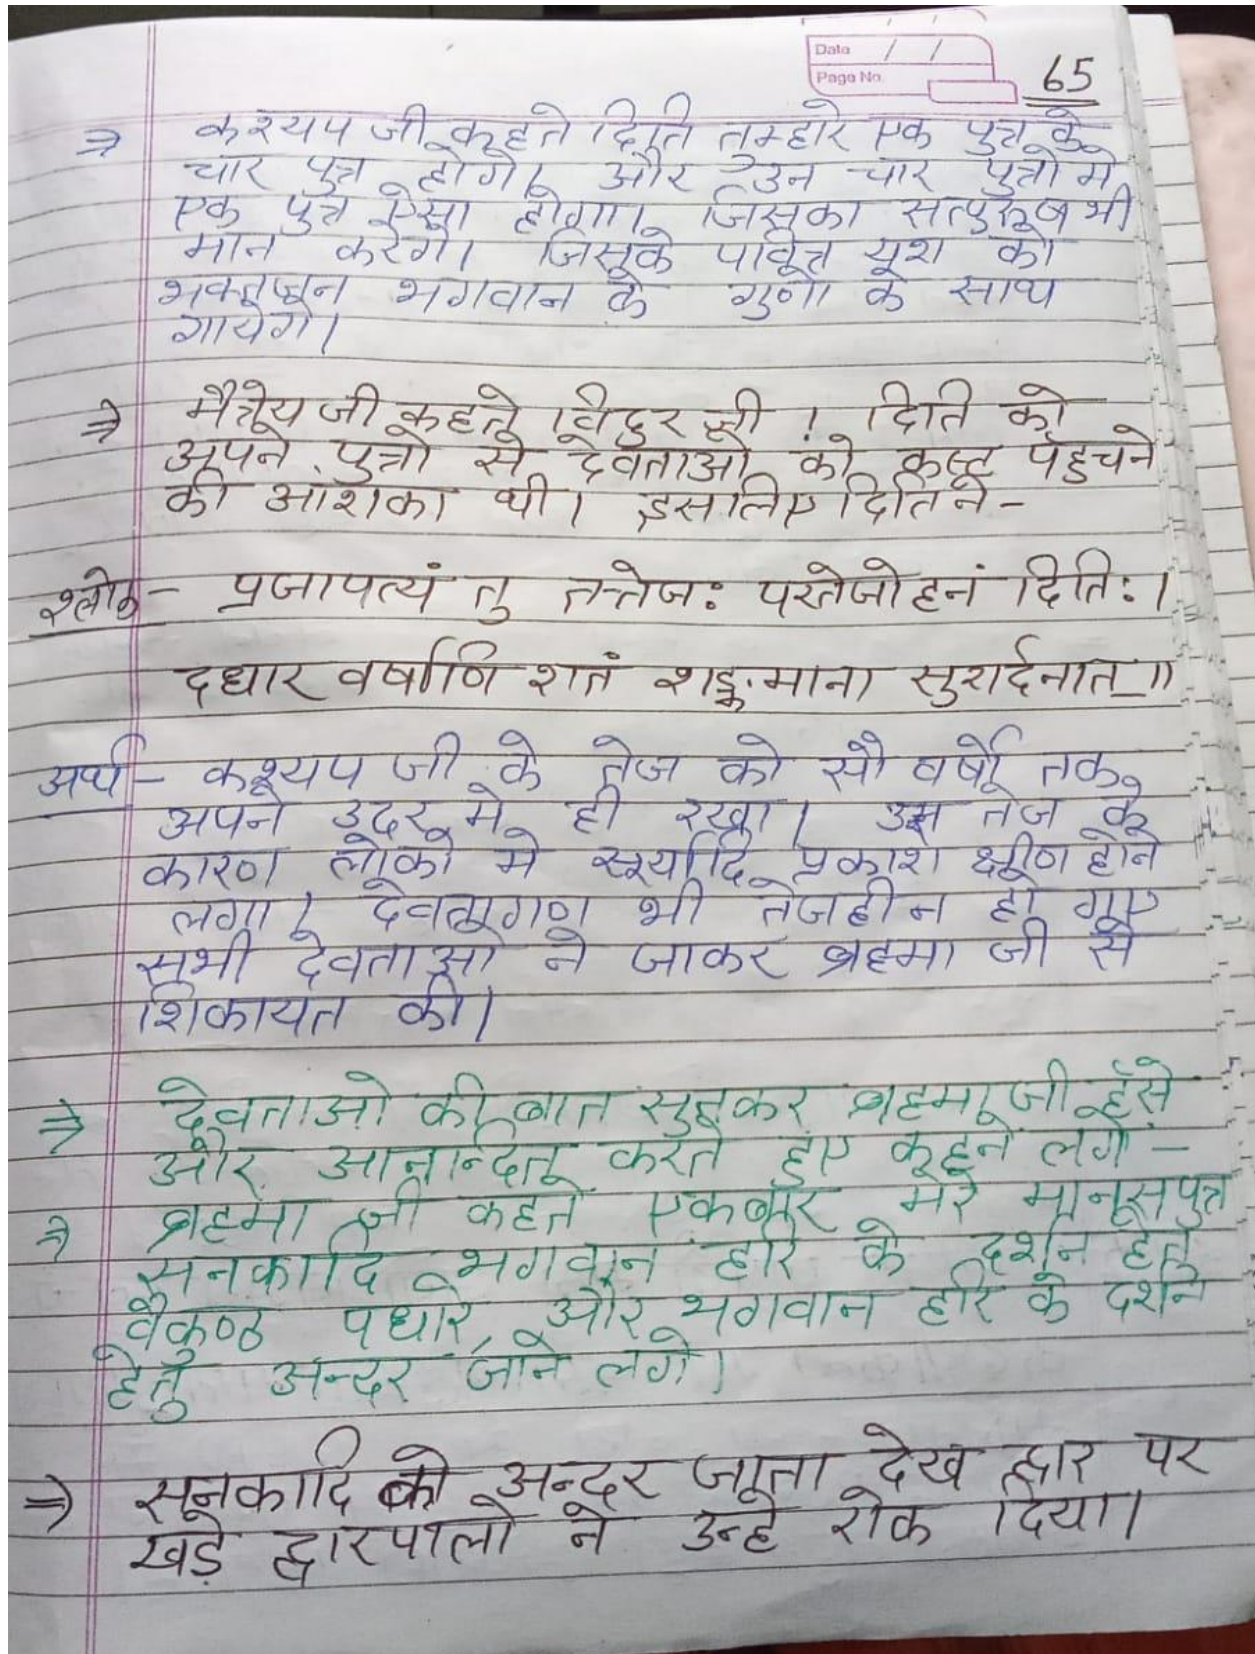 Date / /
Page No.
65
⇒ कश्यप जी कहते दिति तुम्हारे एक पुत्र के
चार पुत्र होगे। और उन चार पुत्रो मे
एक पुत्र ऐसा होगा। जिसका सत्पुरूष भी
मान करेगे। जिसके पवित्र यश को
भक्तजन भगवान के गुणो के साथ
गायेगे।
⇒ मैत्रेय जी कहते विदुर जी ! दिति को
अपने पुत्रो से देवताओ को कष्ट पँहुचने
की आशंका थी। इसलिए दिति ने -
श्लोक - प्रजापत्यं तु तत्तेजः परतेजोहनं दितिः।
दधार वर्षाणि शतं शङ्कमाना सुरार्दनात् ॥
अर्थ - कश्यप जी के तेज को सौ वर्षो तक
अपने उदर मे ही रखा। उस तेज के
कारण लोको मे सूर्यादि प्रकाश क्षीण होने
लगा। देवतागण भी तेजहीन हो गए
सभी देवताओ ने जाकर ब्रह्मा जी से
शिकायत की।
⇒ देवताओ की बात सुनकर ब्रह्मा जी हँसे
और आनन्दित करते हुए कहने लगे -
⇒ ब्रह्मा जी कहते एकबार मेरे मानसपुत्र
सनकादि भगवान हरि के दर्शन हेतु
वैकुण्ठ पधारे, और भगवान हरि के दर्शन
हेतु अन्दर जाने लगे।
⇒ सनकादि को अन्दर जाता देख द्वार पर
खड़े द्वारपालो ने उन्हे रोक दिया।